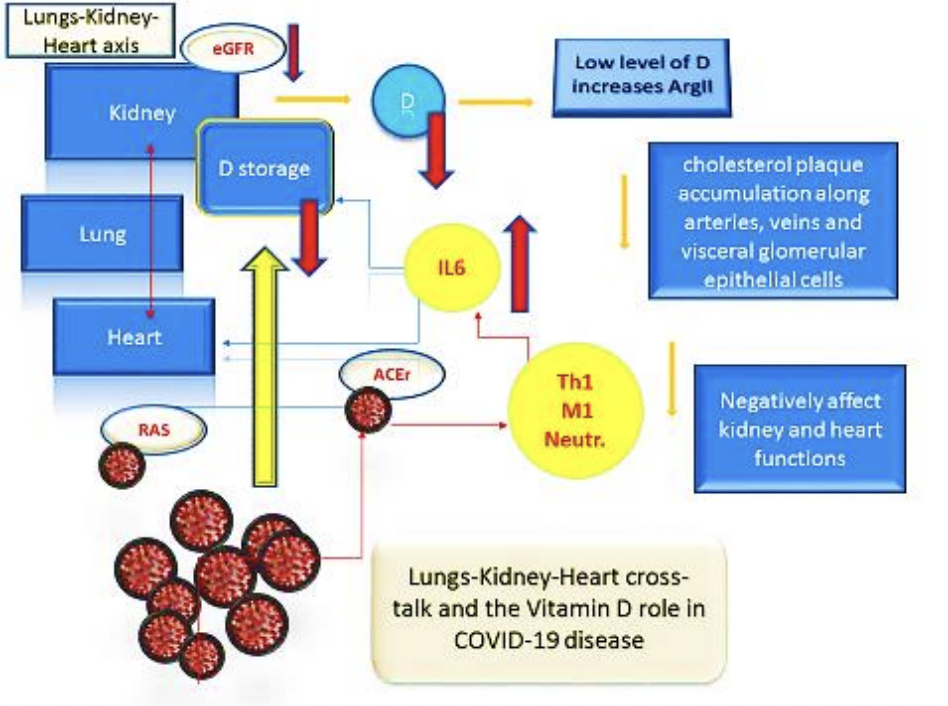 Lungs-Kidney-
Heart axis
eGFR
Kidney
D
Low level of D
increases ArgII
D storage
cholesterol plaque
accumulation along
arteries, veins and
visceral glomerular
epithellal cells
Lung
IL6
Heart
ACEr
Th1
M1
Neutr.
Negatively affect
kidney and heart
functions
RAS
Lungs-Kidney-Heart cross-
talk and the Vitamin D role in
COVID-19 disease